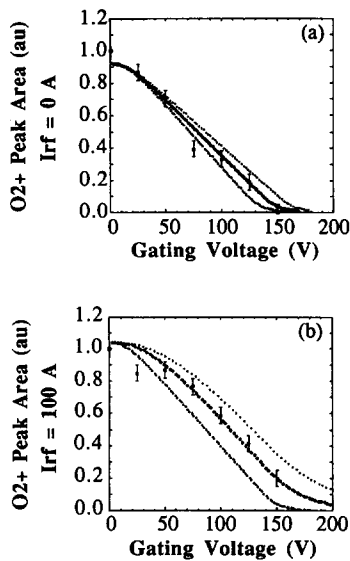 (a)
O2+ Peak Area (au)
Irf = 0 A
1.2
1.0
0.8
0.6
0.4
0.2
0.0
0 50 100 150 200
Gating Voltage (V)
(b)
O2+ Peak Area (au)
Irf = 100 A
1.2
1.0
0.8
0.6
0.4
0.2
0.0
0 50 100 150 200
Gating Voltage (V)